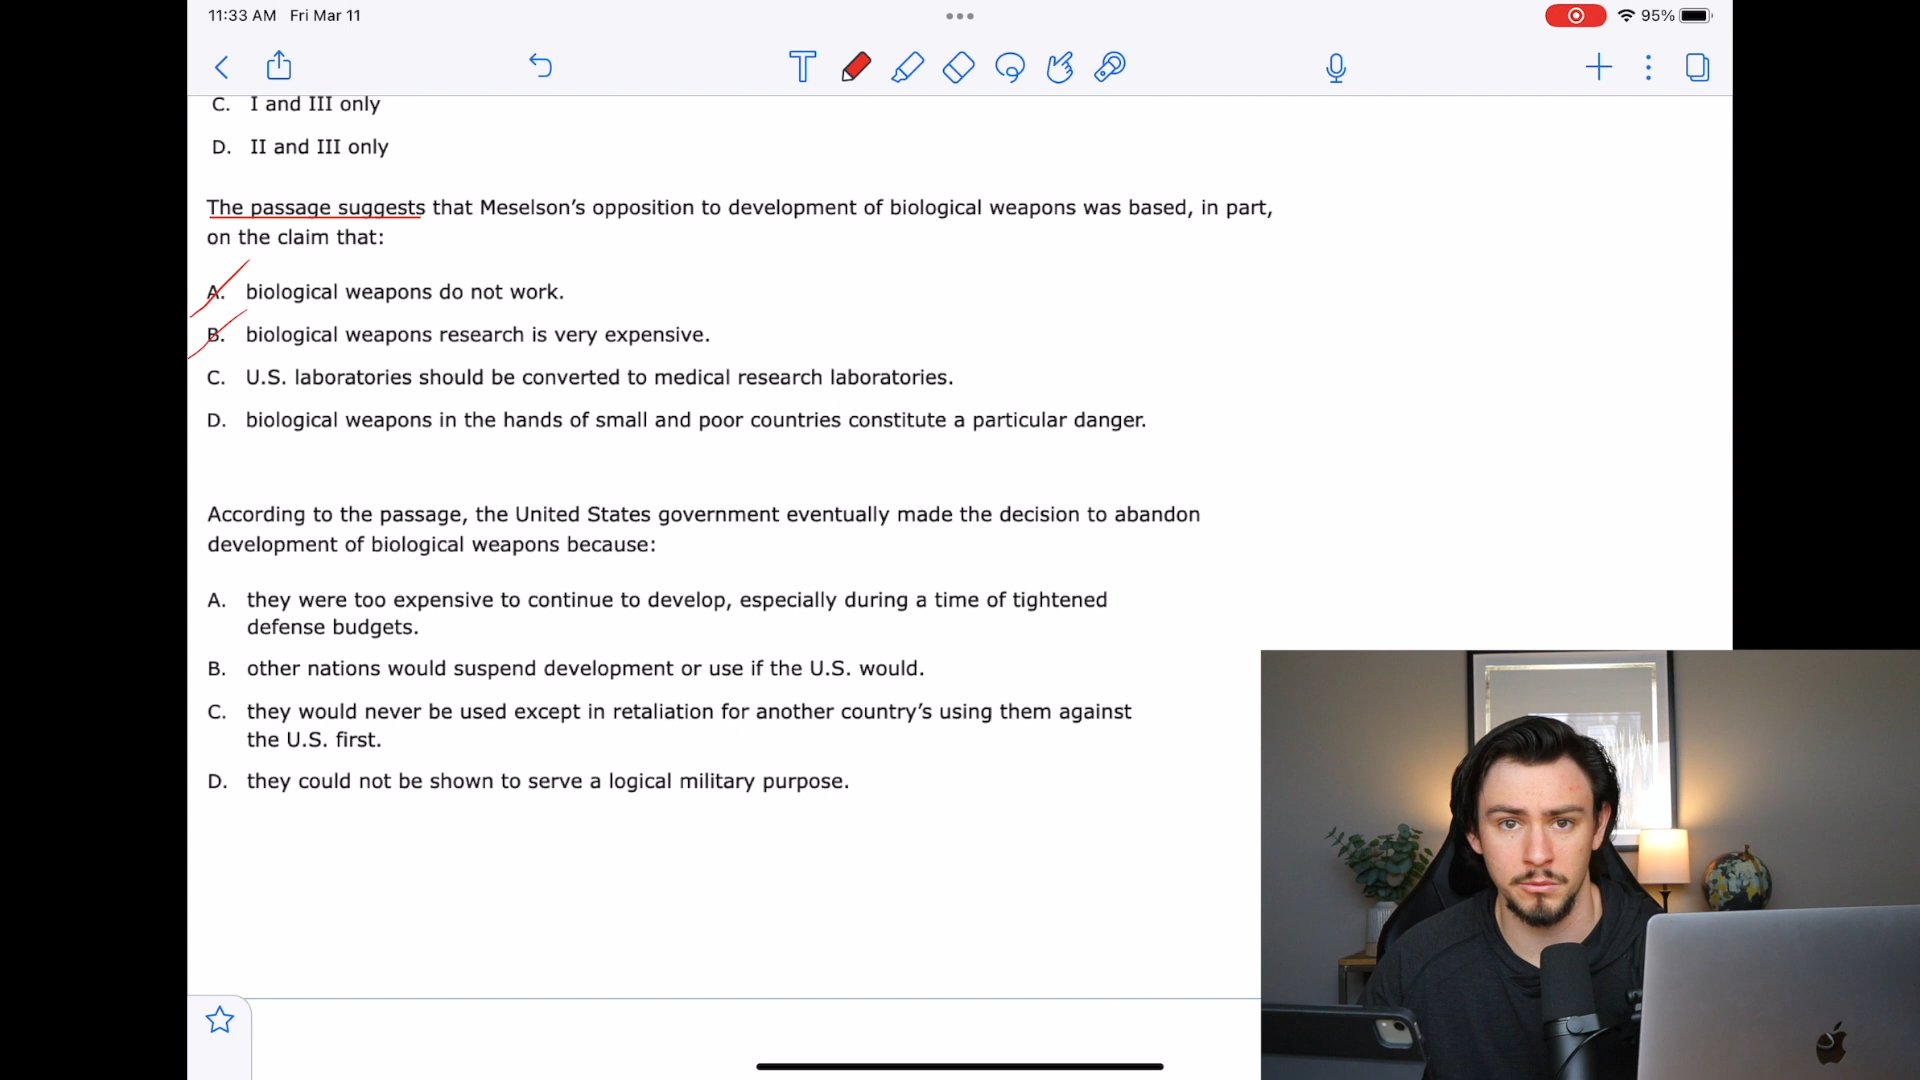 11:33 AM Fri Mar 11
95%
C. I and III only
D. II and III only
The passage suggests that Meselson's opposition to development of biological weapons was based, in part,
on the claim that:
A. biological weapons do not work.
B. biological weapons research is very expensive.
C. U.S. laboratories should be converted to medical research laboratories.
D. biological weapons in the hands of small and poor countries constitute a particular danger.
According to the passage, the United States government eventually made the decision to abandon
development of biological weapons because:
A. they were too expensive to continue to develop, especially during a time of tightened
defense budgets.
B. other nations would suspend development or use if the U.S. would.
C. they would never be used except in retaliation for another country's using them against
the U.S. first.
D. they could not be shown to serve a logical military purpose.